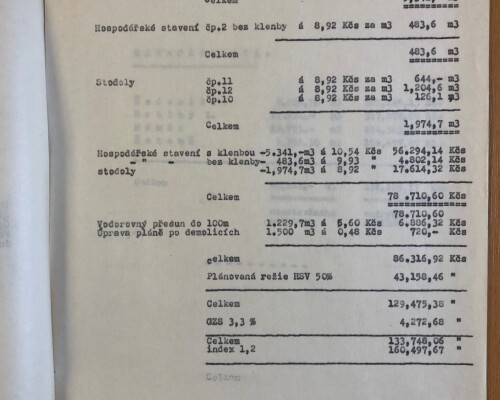 Celkem m3
Hospodářské stavení čp.2 bez klenby á 8,92 Kčs za m3 483,6 m3
Celkem 483,6 m3
Stodoly čp.11 á 8,92 Kčs za m3 644,- m3
čp.12 á 8,92 Kčs za m3 1,204,6 m3
čp.10 á 8,92 Kčs za m3 126,1 m3
Celkem 1,974,7 m3
Hospodářské stavení s klenbou -5.341,-m3 á 10,54 Kčs 56,294,14 Kčs
- " - bez klenby- 483,6m3 á 9,93 " 4,802,14 Kčs
stodoly -1,974,7m3 á 8,92 " 17,614,32 Kčs
Celkem 78.710,60 Kčs
78.710,60
Vodorovný přesun do 100m 1.229,7m3 á 5,60 Kčs 6.886,32 Kčs
Úprava pláně po demolicích 1.500 m3 á 0,48 Kčs 720,- Kčs
celkem 86.316,92 Kčs
Plánovaná režie HSV 50% 43,158,46 "
Celkem 129,475,38 "
GZS 3,3 % 4,272,68 "
Celkem 133,748,06 "
index 1,2 160,497,67 "
Celkem